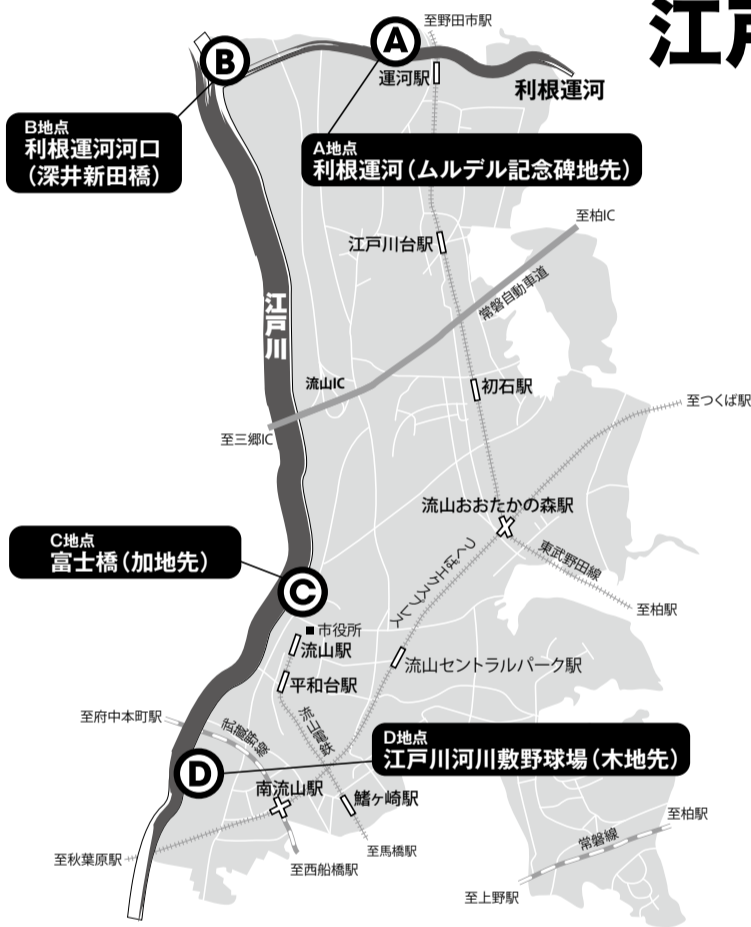 江戸
至野田市駅
A
B
運河駅
利根運河
B地点
利根運河河口
(深井新田橋)
A地点
利根運河(ムルデル記念碑地先)
至柏IC
江戸川台駅
常磐自動車道
江戸川
流山IC
初石駅
至つくば駅
至三郷IC
流山おおたかの森駅
C地点
富士橋(加地先)
つくばエクスプレス
東武野田線
C
至柏駅
■市役所
流山駅
流山セントラルパーク駅
平和台駅
至府中本町駅
武蔵野線
流山電鉄
D地点
江戸川河川敷野球場(木地先)
D
南流山駅
鰭ヶ崎駅
至柏駅
常磐線
至秋葉原駅
至馬橋駅
至西船橋駅
至上野駅